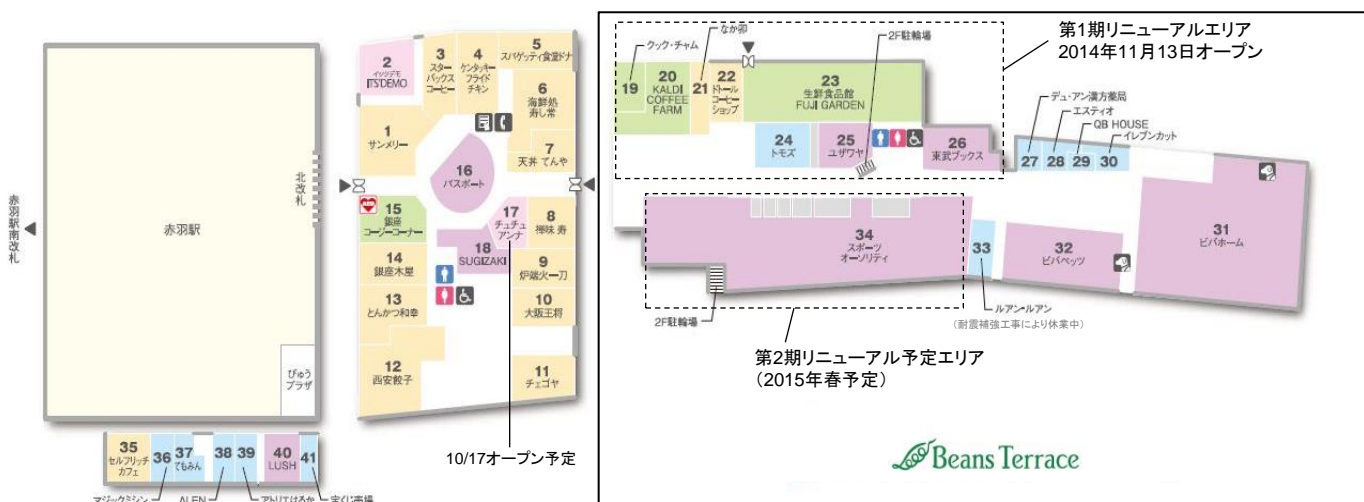 赤羽駅南改札
赤羽駅
北改札
びゅう
プラザ
2
イッツデモ
ITS'DEMO
3
スター
バックス
コーヒー
4
ケンタッキー
フライド
チキン
5
スパゲッティ食堂ドナ
6
海鮮処
寿し常
7
天丼 てんや
1
サンメリー
16
パスポート
AED
15
銀座
コージーコーナー
17
チュチュ
アンナ
18
SUGIZAKI
8
禅味 寿
14
銀座木屋
9
炉端火一刀
13
とんかつ和幸
10
大阪王将
12
西安餃子
11
チェゴヤ
10/17オープン予定
35
セルフリッチ
カフェ
36
37
てもみん
38
39
40
LUSH
41
マジックミシン
ALEN
アトリエはるか
宝くじ売場
第1期リニューアルエリア
2014年11月13日オープン
クック・チャム
なか卯
2F駐輪場
19
20
KALDI
COFFEE
FARM
21
22
ドトール
コーヒー
ショップ
23
生鮮食品館
FUJI GARDEN
24
トモズ
25
ユザワヤ
26
東武ブックス
デュ・アン漢方薬局
エスティオ
QB HOUSE
イレブンカット
27
28
29
30
31
ビバホーム
32
ビバペッツ
33
34
スポーツ
オーソリティ
2F駐輪場
ルアン・ルアン
(耐震補強工事により休業中)
第2期リニューアル予定エリア
(2015年春予定)
Beans Terrace